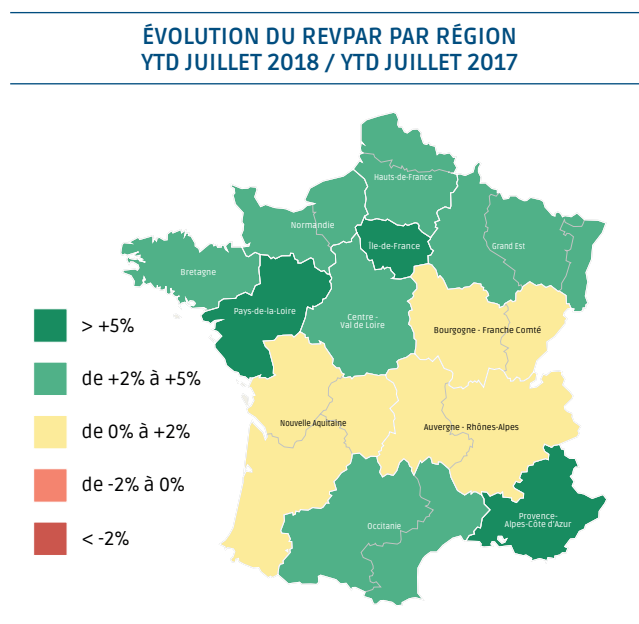 ÉVOLUTION DU REVPAR PAR RÉGION
YTD JUILLET 2018 / YTD JUILLET 2017
Hauts-de-France
Normandie
Île-de-France
Grand Est
Bretagne
Pays-de-la-Loire
Centre -
Val de Loire
Bourgogne - Franche Comté
Nouvelle Aquitaine
Auvergne - Rhônes-Alpes
Occitanie
Provence-
Alpes-Côte d'Azur
> +5%
de +2% à +5%
de 0% à +2%
de -2% à 0%
< -2%